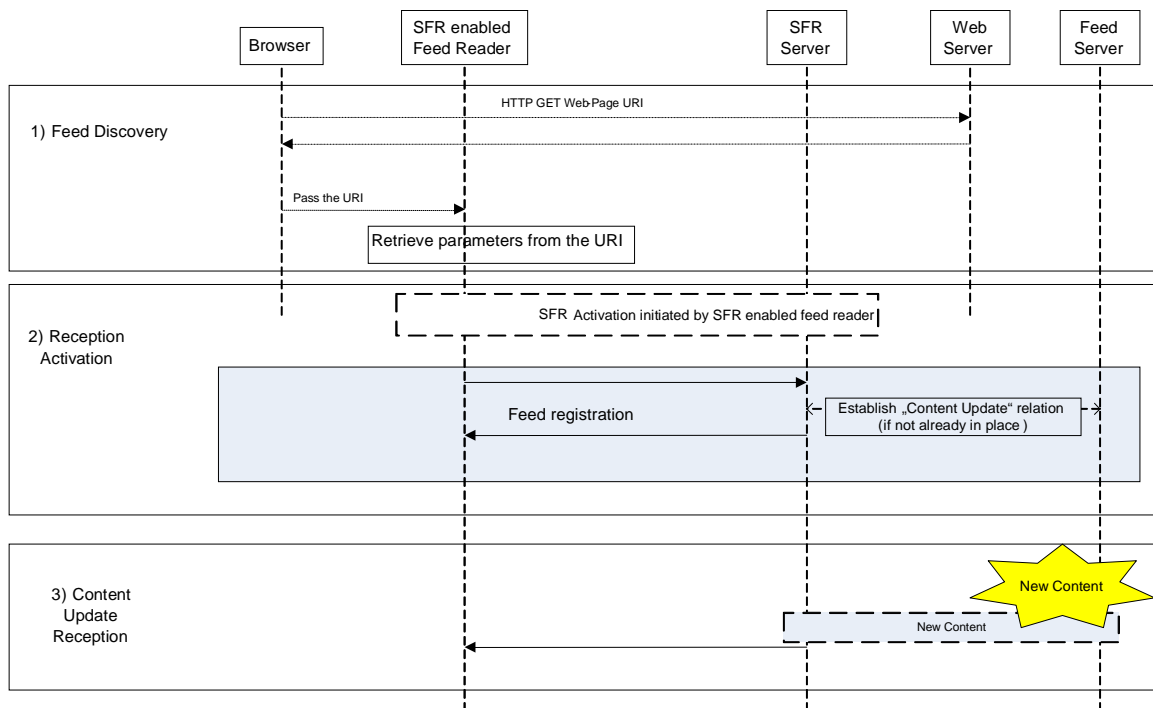 Browser
SFR enabled
Feed Reader
SFR
Server
Web
Server
Feed
Server
HTTP GET Web-Page URI
1) Feed Discovery
Pass the URI
Retrieve parameters from the URI
SFR Activation initiated by SFR enabled feed reader
2) Reception
Activation
Feed registration
Establish „Content Update“ relation
(if not already in place )
New Content
3) Content
Update
Reception
New Content